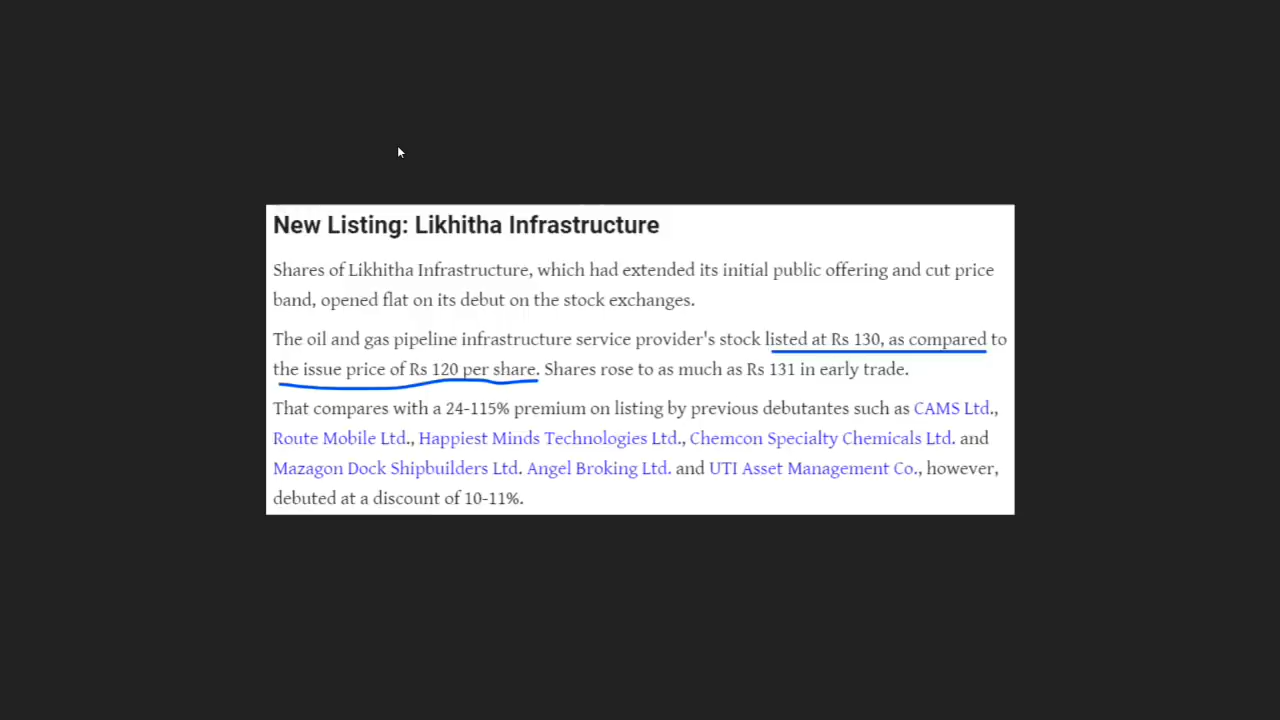 New Listing: Likhitha Infrastructure
Shares of Likhitha Infrastructure, which had extended its initial public offering and cut price
band, opened flat on its debut on the stock exchanges.
The oil and gas pipeline infrastructure service provider's stock listed at Rs 130, as compared to
the issue price of Rs 120 per share. Shares rose to as much as Rs 131 in early trade.
That compares with a 24-115% premium on listing by previous debutantes such as CAMS Ltd.,
Route Mobile Ltd., Happiest Minds Technologies Ltd., Chemcon Specialty Chemicals Ltd. and
Mazagon Dock Shipbuilders Ltd. Angel Broking Ltd. and UTI Asset Management Co., however,
debuted at a discount of 10-11%.